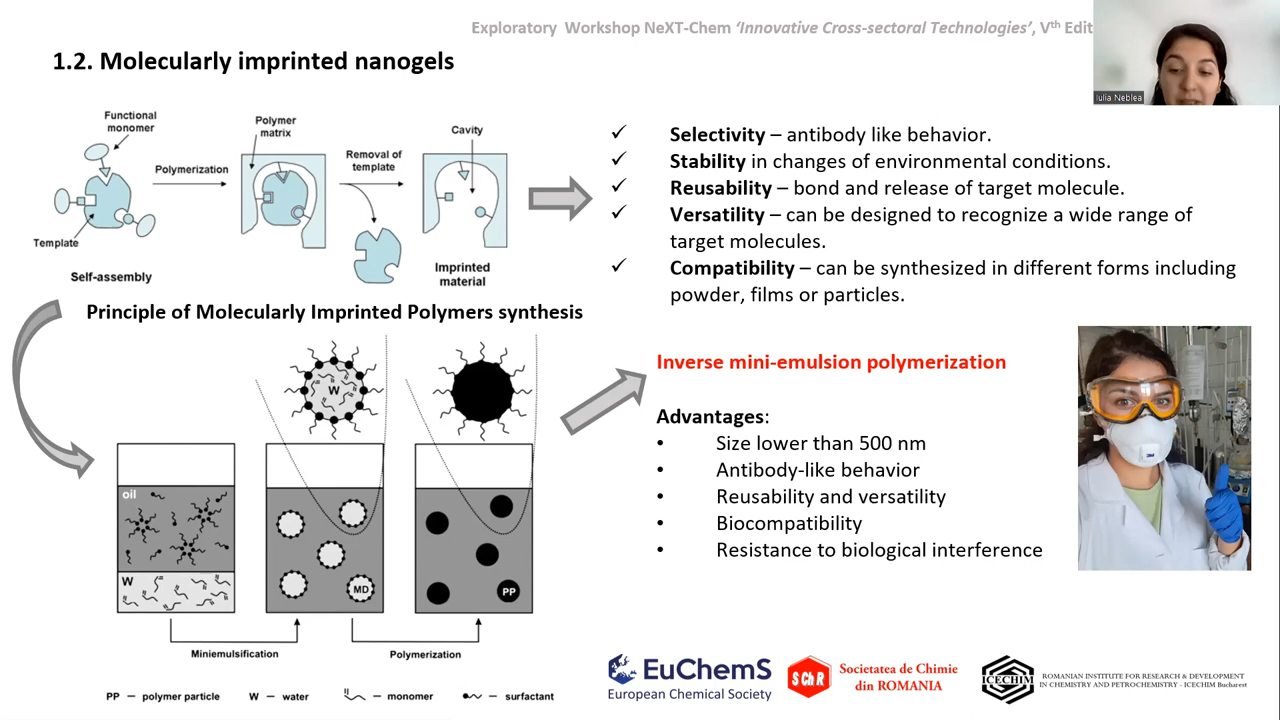 Exploratory Workshop NeXT-Chem ‘Innovative Cross-sectoral Technologies’, Vth Edit
Iulia Neblea
1.2. Molecularly imprinted nanogels
Functional
monomer
Polymerization
Template
Self-assembly
Polymer
matrix
Removal of
template
Cavity
Imprinted
material
Principle of Molecularly Imprinted Polymers synthesis
✓ Selectivity – antibody like behavior.
✓ Stability in changes of environmental conditions.
✓ Reusability – bond and release of target molecule.
✓ Versatility – can be designed to recognize a wide range of
target molecules.
✓ Compatibility – can be synthesized in different forms including
powder, films or particles.
Inverse mini-emulsion polymerization
Advantages:
• Size lower than 500 nm
• Antibody-like behavior
• Reusability and versatility
• Biocompatibility
• Resistance to biological interference
W
oil
W
MD
PP
Miniemulsification
Polymerization
PP – polymer particle W – water – monomer – surfactant
EuChemS
European Chemical Society
SChR
Societatea de Chimie
din ROMANIA
ICECHIM
ROMANIAN INSTITUTE FOR RESEARCH & DEVELOPMENT
IN CHEMISTRY AND PETROCHEMISTRY - ICECHIM Bucharest